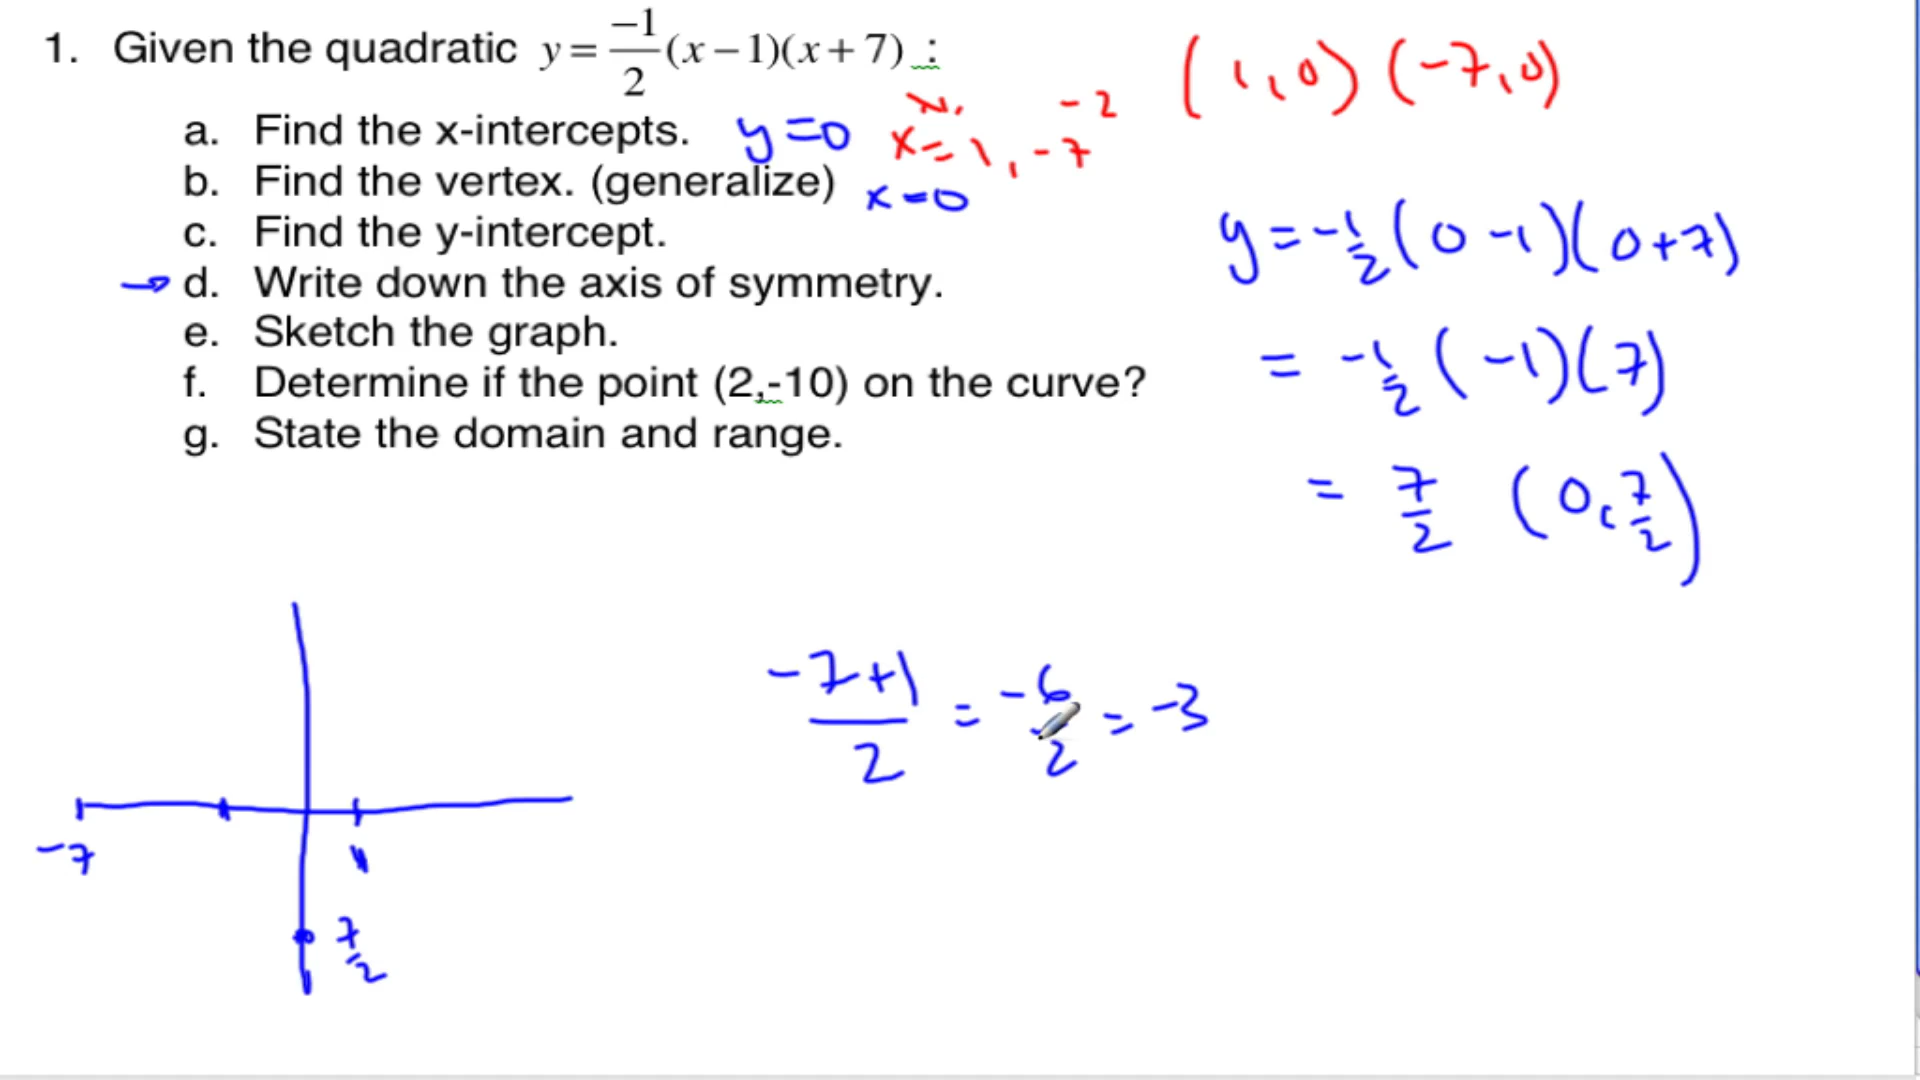 1. Given the quadratic y = -1/2 (x − 1)(x + 7) :
(1,0) (-7,0)
a. Find the x-intercepts. y=0
-2
x=1, -7
b. Find the vertex. (generalize) x=0
c. Find the y-intercept.
y=-1/2(0-1)(0+7)
d. Write down the axis of symmetry.
e. Sketch the graph.
= -1/2(-1)(7)
f. Determine if the point (2,-10) on the curve?
g. State the domain and range.
= 7/2 (0,7/2)
-7+1/2 = -6/2 = -3
-7
7/2